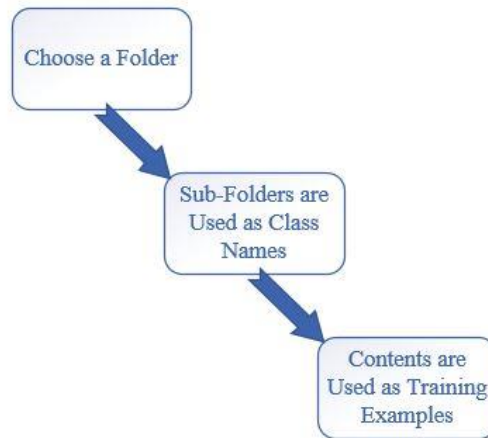 Choose a Folder
Sub-Folders are
Used as Class
Names
Contents are
Used as Training
Examples